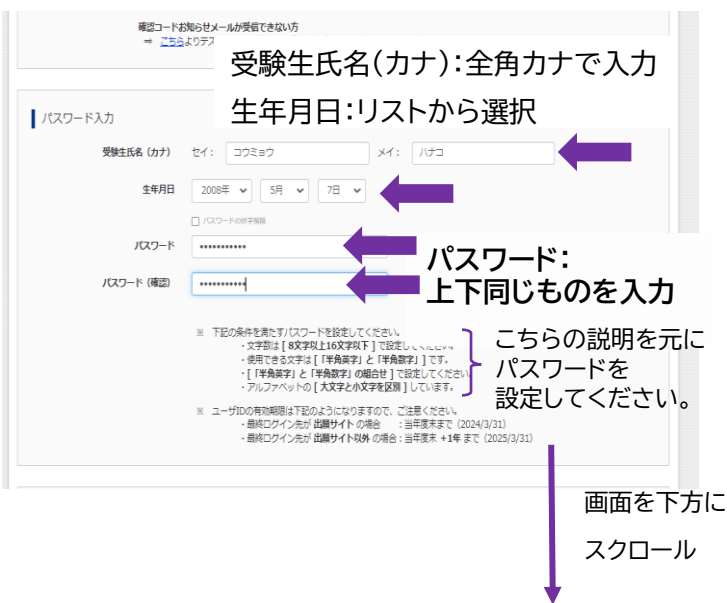 確認コードお知らせメールが受信できない方
⇒ こちらよりテス
受験生氏名(カナ):全角カナで入力
生年月日:リストから選択
パスワード入力
受験生氏名(カナ) セイ: コウミョウ メイ: ハナコ
生年月日 2008年 5月 7日
パスワードの伏字解除
パスワード •••••••••••
パスワード:
上下同じものを入力
パスワード(確認) •••••••••••
※ 下記の条件を満たすパスワードを設定してください。
・文字数は [ 8文字以上16文字以下 ] で設定してください。
・使用できる文字は [「半角英字」と「半角数字」] です。
・[「半角英字」と「半角数字」の組合せ ] で設定してください。
・アルファベットの [ 大文字と小文字を区別 ] しています。
こちらの説明を元に
パスワードを
設定してください。
※ ユーザIDの有効期限は下記のようになりますので、ご注意ください。
・最終ログイン先が 出願サイト の場合 :当年度末まで(2024/3/31)
・最終ログイン先が 出願サイト以外 の場合:当年度末 +1年 まで(2025/3/31)
画面を下方に
スクロール